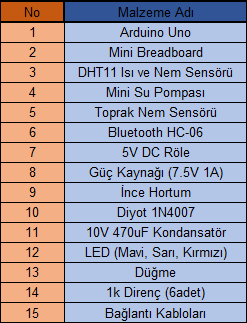 No Malzeme Adı
1 Arduino Uno
2 Mini Breadboard
3 DHT11 Isı ve Nem Sensörü
4 Mini Su Pompası
5 Toprak Nem Sensörü
6 Bluetooth HC-06
7 5V DC Röle
8 Güç Kaynağı (7.5V 1A)
9 İnce Hortum
10 Diyot 1N4007
11 10V 470uF Kondansatör
12 LED (Mavi, Sarı, Kırmızı)
13 Düğme
14 1k Direnç (6adet)
15 Bağlantı Kabloları